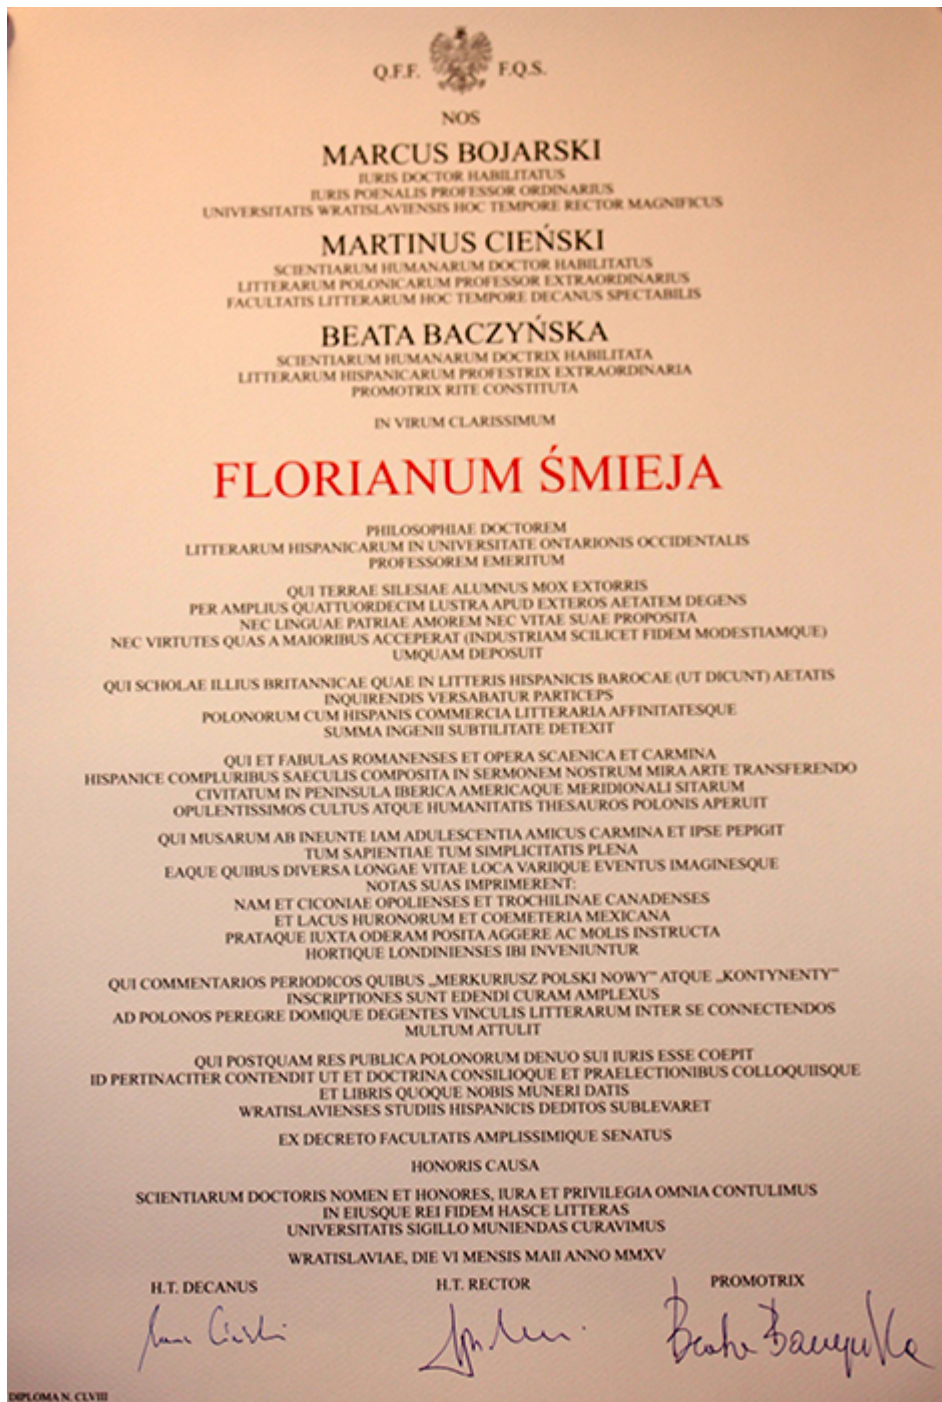 Q.F.F. F.Q.S.
NOS
MARCUS BOJARSKI
IURIS DOCTOR HABILITATUS
IURIS POENALIS PROFESSOR ORDINARIUS
UNIVERSITATIS WRATISLAVIENSIS HOC TEMPORE RECTOR MAGNIFICUS
MARTINUS CIEŃSKI
SCIENTIARUM HUMANARUM DOCTOR HABILITATUS
LITTERARUM POLONICARUM PROFESSOR EXTRAORDINARIUS
FACULTATIS LITTERARUM HOC TEMPORE DECANUS SPECTABILIS
BEATA BACZYŃSKA
SCIENTIARUM HUMANARUM DOCTRIX HABILITATA
LITTERARUM HISPANICARUM PROFESTRIX EXTRAORDINARIA
PROMOTRIX RITE CONSTITUTA
IN VIRUM CLARISSIMUM
FLORIANUM ŚMIEJA
PHILOSOPHIAE DOCTOREM
LITTERARUM HISPANICARUM IN UNIVERSITATE ONTARIONIS OCCIDENTALIS
PROFESSOREM EMERITUM
QUI TERRAE SILESIAE ALUMNUS MOX EXTORRIS
PER AMPLIUS QUATTUORDECIM LUSTRA APUD EXTEROS AETATEM DEGENS
NEC LINGUAE PATRIAE AMOREM NEC VITAE SUAE PROPOSITA
NEC VIRTUTES QUAS A MAIORIBUS ACCEPERAT (INDUSTRIAM SCILICET FIDEM MODESTIAMQUE)
UMQUAM DEPOSUIT
QUI SCHOLAE ILLIUS BRITANNICAE QUAE IN LITTERIS HISPANICIS BAROCAE (UT DICUNT) AETATIS
INQUIRENDIS VERSABATUR PARTICEPS
POLONORUM CUM HISPANIS COMMERCIA LITTERARIA AFFINITATESQUE
SUMMA INGENII SUBTILITATE DETEXIT
QUI ET FABULAS ROMANENSES ET OPERA SCAENICA ET CARMINA
HISPANICE COMPLURIBUS SAECULIS COMPOSITA IN SERMONEM NOSTRUM MIRA ARTE TRANSFERENDO
CIVITATUM IN PENINSULA IBERICA AMERICAQUE MERIDIONALI SITARUM
OPULENTISSIMOS CULTUS ATQUE HUMANITATIS THESAUROS POLONIS APERUIT
QUI MUSARUM AB INEUNTE IAM ADULESCENTIA AMICUS CARMINA ET IPSE PEPIGIT
TUM SAPIENTIAE TUM SIMPLICITATIS PLENA
EAQUE QUIBUS DIVERSA LONGAE VITAE LOCA VARIIQUE EVENTUS IMAGINESQUE
NOTAS SUAS IMPRIMERENT:
NAM ET CICONIAE OPOLIENSES ET TROCHILINAE CANADENSES
ET LACUS HURONORUM ET COEMETERIA MEXICANA
PRATAQUE IUXTA ODERAM POSITA AGGERE AC MOLIS INSTRUCTA
HORTIQUE LONDINIENSES IBI INVENIUNTUR
QUI COMMENTARIOS PERIODICOS QUIBUS „MERKURIUSZ POLSKI NOWY” ATQUE „KONTYNENTY”
INSCRIPTIONES SUNT EDENDI CURAM AMPLEXUS
AD POLONOS PEREGRE DOMIQUE DEGENTES VINCULIS LITTERARUM INTER SE CONNECTENDOS
MULTUM ATTULIT
QUI POSTQUAM RES PUBLICA POLONORUM DENUO SUI IURIS ESSE COEPIT
ID PERTINACITER CONTENDIT UT ET DOCTRINA CONSILIOQUE ET PRAELECTIONIBUS COLLOQUIISQUE
ET LIBRIS QUOQUE NOBIS MUNERI DATIS
WRATISLAVIENSES STUDIIS HISPANICIS DEDITOS SUBLEVARET
EX DECRETO FACULTATIS AMPLISSIMIQUE SENATUS
HONORIS CAUSA
SCIENTIARUM DOCTORIS NOMEN ET HONORES, IURA ET PRIVILEGIA OMNIA CONTULIMUS
IN EIUSQUE REI FIDEM HASCE LITTERAS
UNIVERSITATIS SIGILLO MUNIENDAS CURAVIMUS
WRATISLAVIAE, DIE VI MENSIS MAII ANNO MMXV
H.T. DECANUS H.T. RECTOR PROMOTRIX
Beata Baczyńska
DIPLOMA N. CLVIII